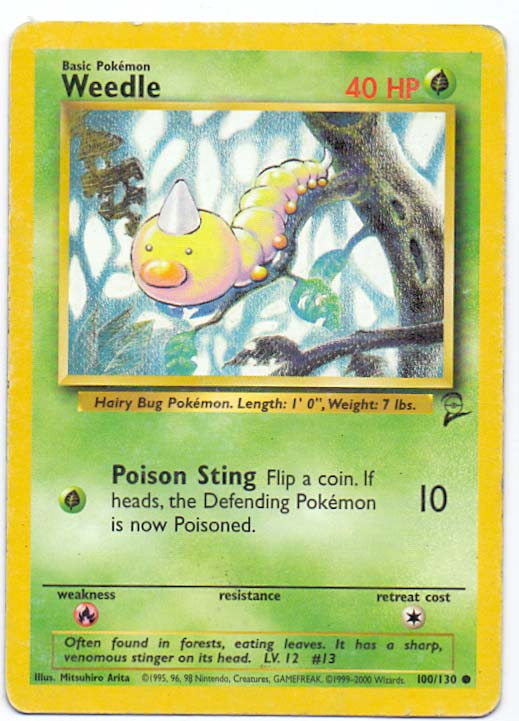 Basic Pokémon
Weedle 40 HP
Hairy Bug Pokémon. Length: 1' 0", Weight: 7 lbs.
Poison Sting Flip a coin. If
heads, the Defending Pokémon
is now Poisoned.
10
weakness resistance retreat cost
Often found in forests, eating leaves. It has a sharp,
venomous stinger on its head. LV. 12 #13
Illus. Mitsuhiro Arita ©1995, 96, 98 Nintendo, Creatures, GAMEFREAK. ©1999-2000 Wizards. 100/130